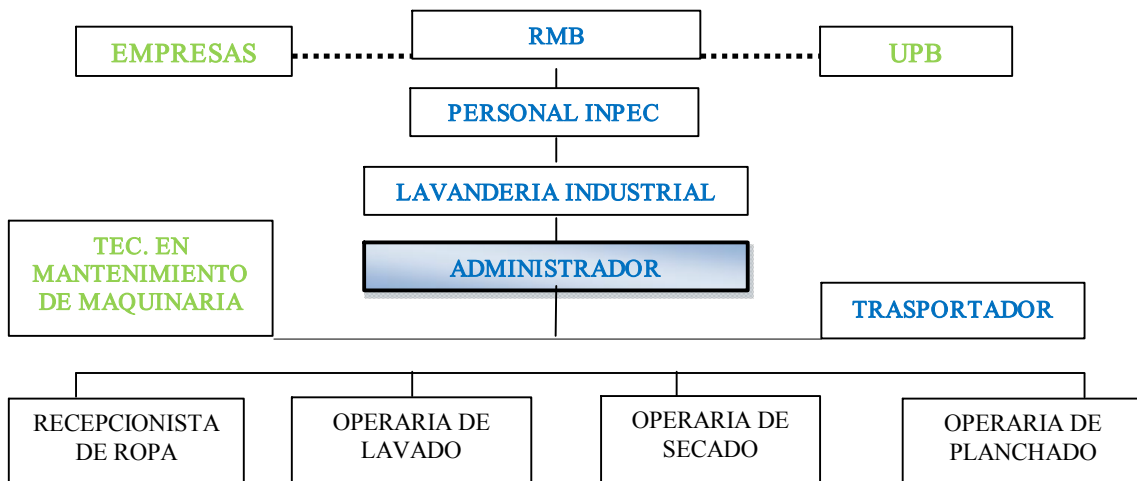 EMPRESAS
RMB
UPB
PERSONAL INPEC
LAVANDERIA INDUSTRIAL
TEC. EN
MANTENIMIENTO
DE MAQUINARIA
ADMINISTRADOR
TRASPORTADOR
RECEPCIONISTA
DE ROPA
OPERARIA DE
LAVADO
OPERARIA DE
SECADO
OPERARIA DE
PLANCHADO